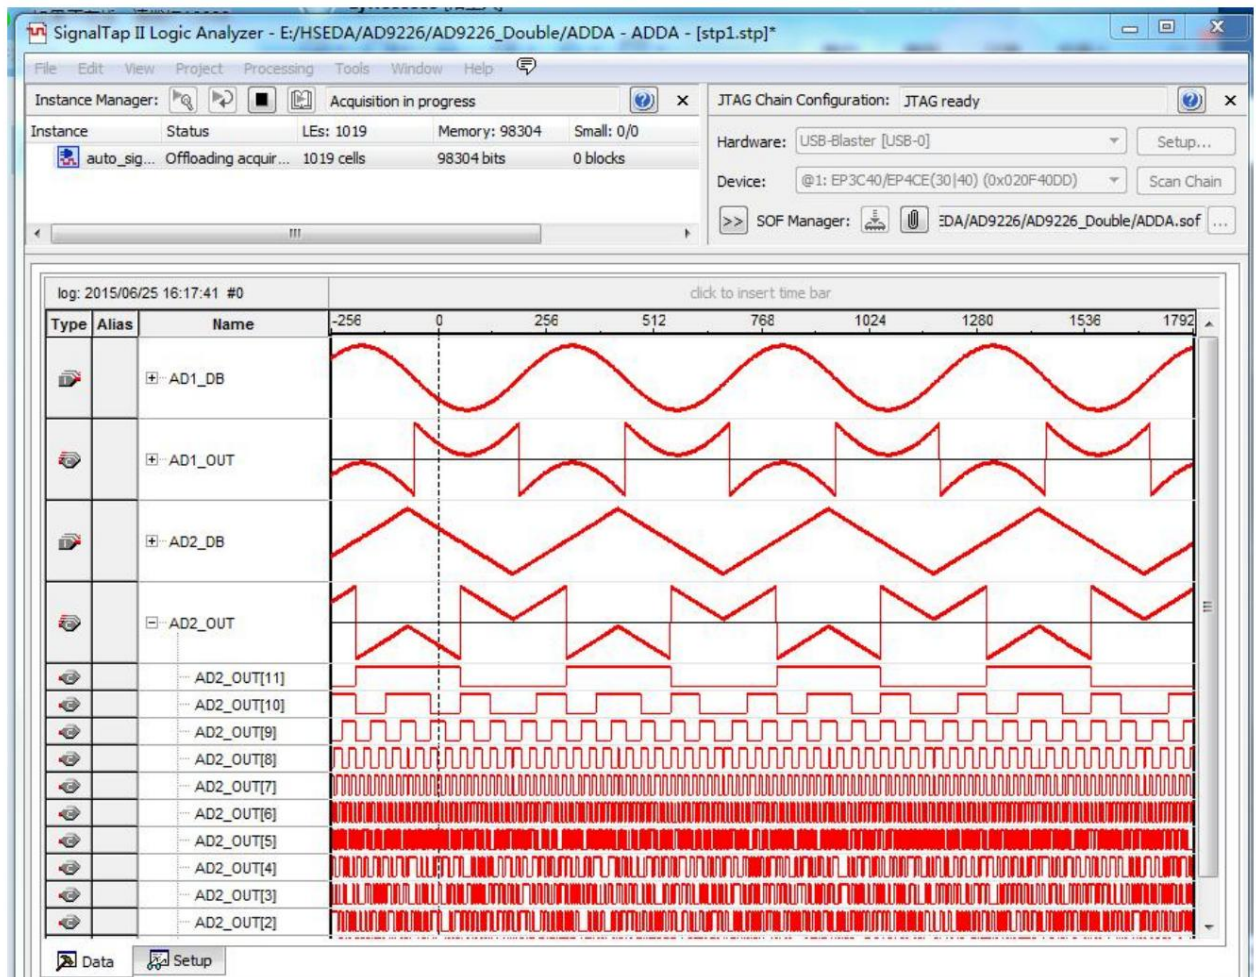 SignalTap II Logic Analyzer - E:/HSEDA/AD9226/AD9226_Double/ADDA - ADDA - [stp1.stp]*
File Edit View Project Processing Tools Window Help
Instance Manager: Acquisition in progress
JTAG Chain Configuration: JTAG ready
Instance Status LEs: 1019 Memory: 98304 Small: 0/0
auto_sig... Offloading acquir... 1019 cells 98304 bits 0 blocks
Hardware: USB-Blaster [USB-0] Setup...
Device: @1: EP3C40/EP4CE(30|40) (0x020F40DD) Scan Chain
>> SOF Manager: EDA/AD9226/AD9226_Double/ADDA.sof ...
log: 2015/06/25 16:17:41 #0 click to insert time bar
Type Alias Name -256 0 256 512 768 1024 1280 1536 1792
AD1_DB
AD1_OUT
AD2_DB
AD2_OUT
AD2_OUT[11]
AD2_OUT[10]
AD2_OUT[9]
AD2_OUT[8]
AD2_OUT[7]
AD2_OUT[6]
AD2_OUT[5]
AD2_OUT[4]
AD2_OUT[3]
AD2_OUT[2]
Data Setup